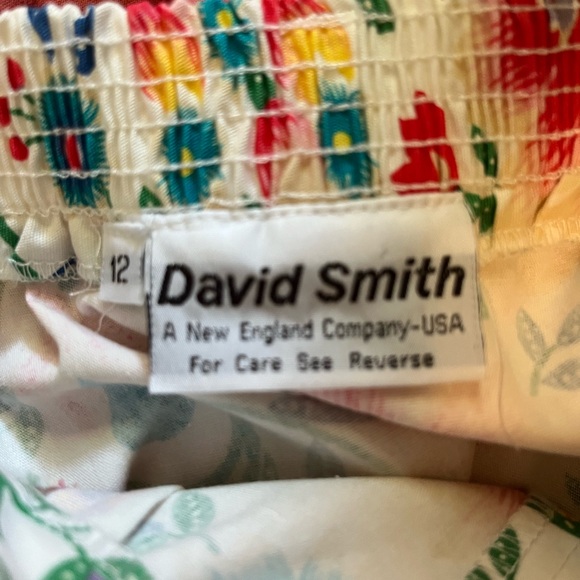 12
David Smith
A New England Company-USA
For Care See Reverse